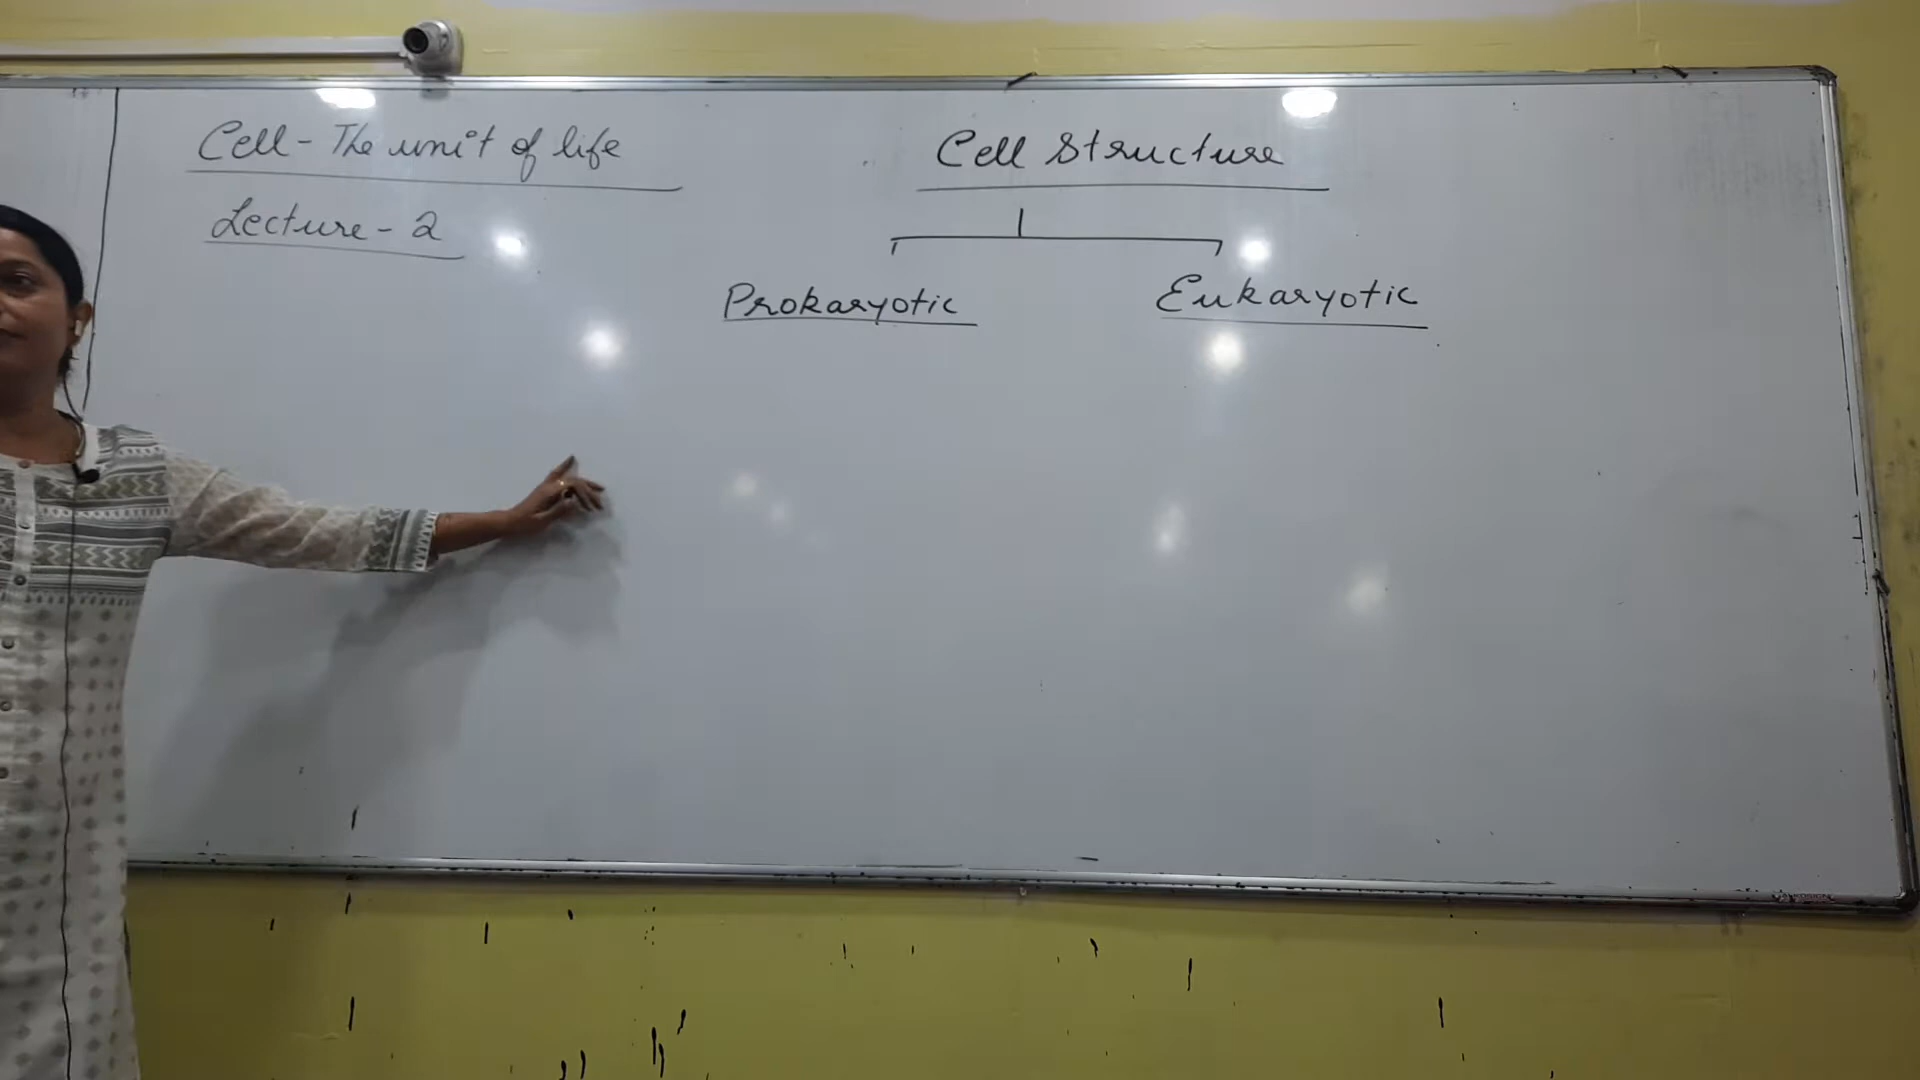 Cell - The unit of life
Lecture - 2
Cell Structure
Prokaryotic
Eukaryotic